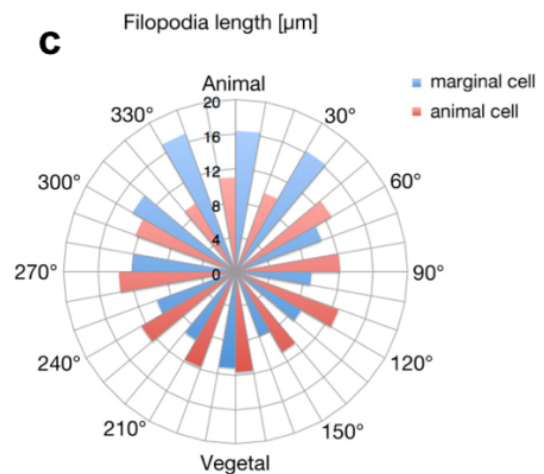 Filopodia length [µm]
c
Animal
marginal cell
animal cell
20
16
12
8
4
0
330°
30°
300°
60°
270°
90°
240°
120°
210°
150°
Vegetal